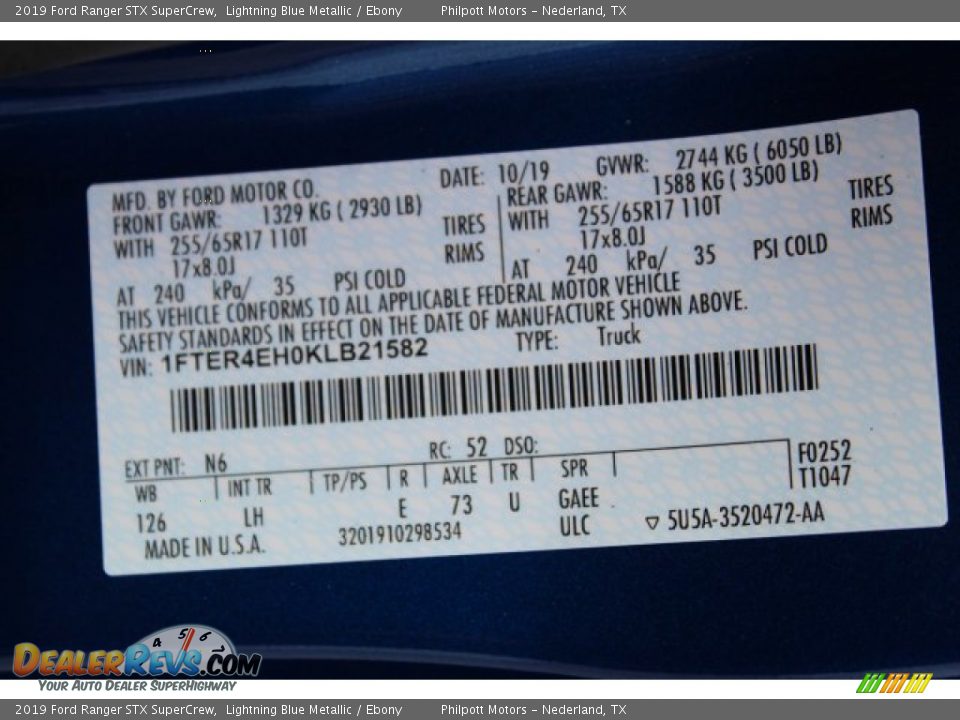 2019 Ford Ranger STX SuperCrew, Lightning Blue Metallic / Ebony Philpott Motors – Nederland, TX
MFD. BY FORD MOTOR CO. DATE: 10/19 GVWR: 2744 KG ( 6050 LB)
FRONT GAWR: 1329 KG ( 2930 LB) REAR GAWR: 1588 KG ( 3500 LB)
WITH 255/65R17 110T TIRES WITH 255/65R17 110T TIRES
17x8.0J RIMS 17x8.0J RIMS
AT 240 kPa/ 35 PSI COLD AT 240 kPa/ 35 PSI COLD
THIS VEHICLE CONFORMS TO ALL APPLICABLE FEDERAL MOTOR VEHICLE
SAFETY STANDARDS IN EFFECT ON THE DATE OF MANUFACTURE SHOWN ABOVE.
VIN: 1FTER4EH0KLB21582 TYPE: Truck
EXT PNT: N6 RC: 52 DSO: F0252
WB INT TR TP/PS R AXLE TR SPR T1047
126 LH E 73 U GAEE
MADE IN U.S.A. 3201910298534 ULC ▽ 5U5A-3520472-AA
4 5 6
DEALERREVS.COM
YOUR AUTO DEALER SUPERHIGHWAY
2019 Ford Ranger STX SuperCrew, Lightning Blue Metallic / Ebony Philpott Motors – Nederland, TX